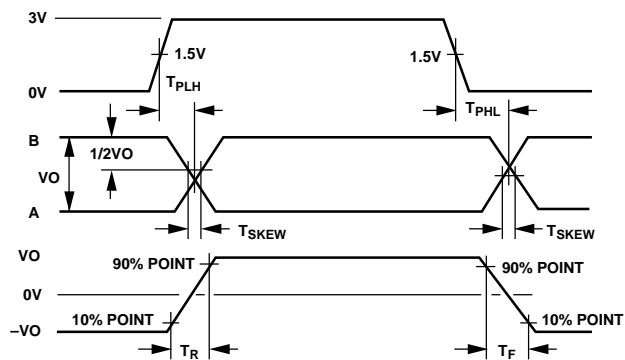 3V
1.5V
1.5V
TPLH
TPHL
0V
B
1/2VO
VO
A
TSKEW
TSKEW
VO
90% POINT
90% POINT
0V
10% POINT
10% POINT
–VO
TR
TF